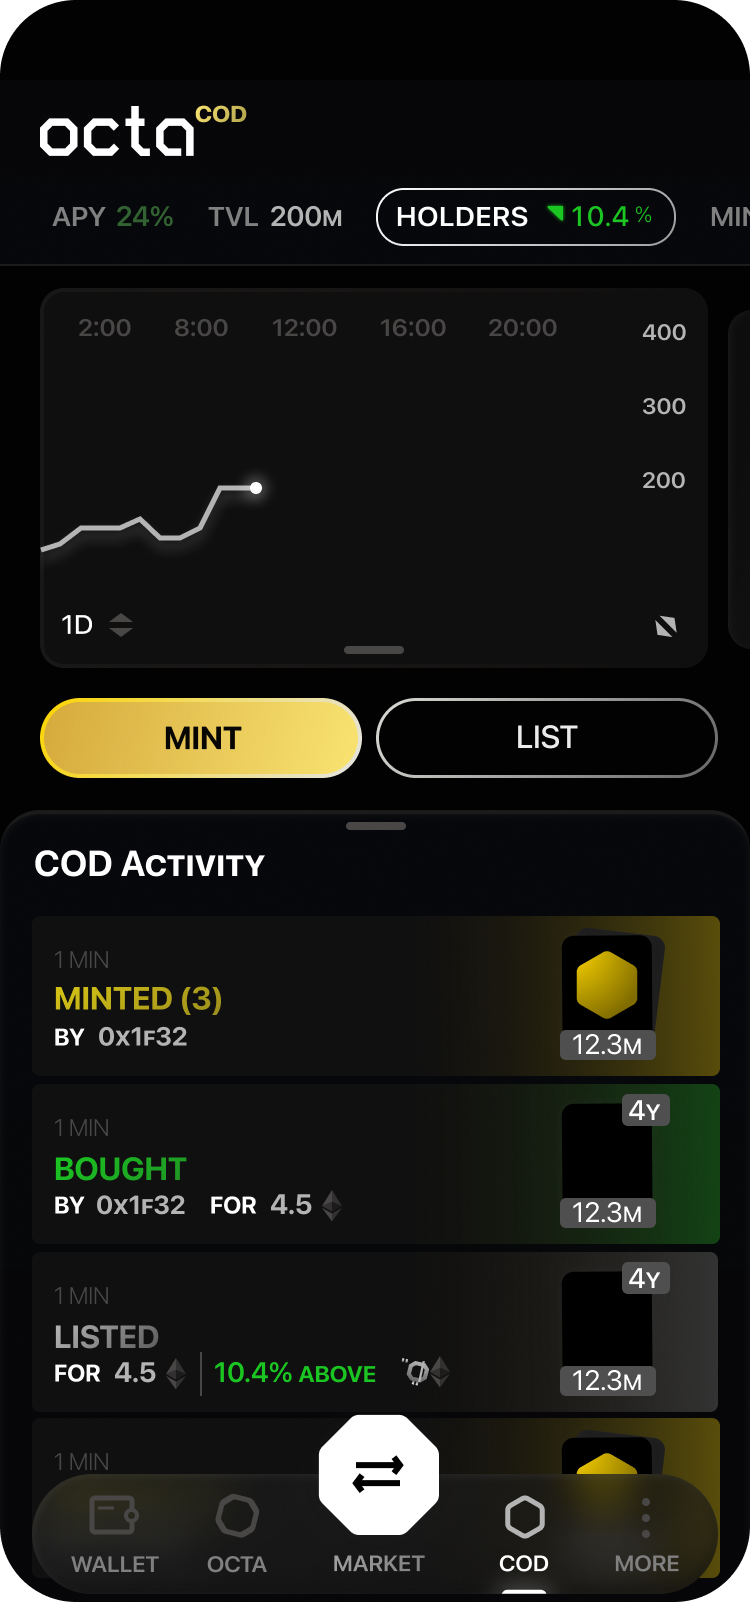 octa COD
APY 24% TVL 200M HOLDERS 10.4 % MIN
2:00 8:00 12:00 16:00 20:00 400
300
200
1D
MINT LIST
COD ACTIVITY
1 MIN
MINTED (3)
BY 0X1F32
12.3M
4Y
1 MIN
BOUGHT
BY 0X1F32 FOR 4.5
12.3M
4Y
1 MIN
LISTED
FOR 4.5 10.4% ABOVE
12.3M
1 MIN
WALLET OCTA MARKET COD MORE